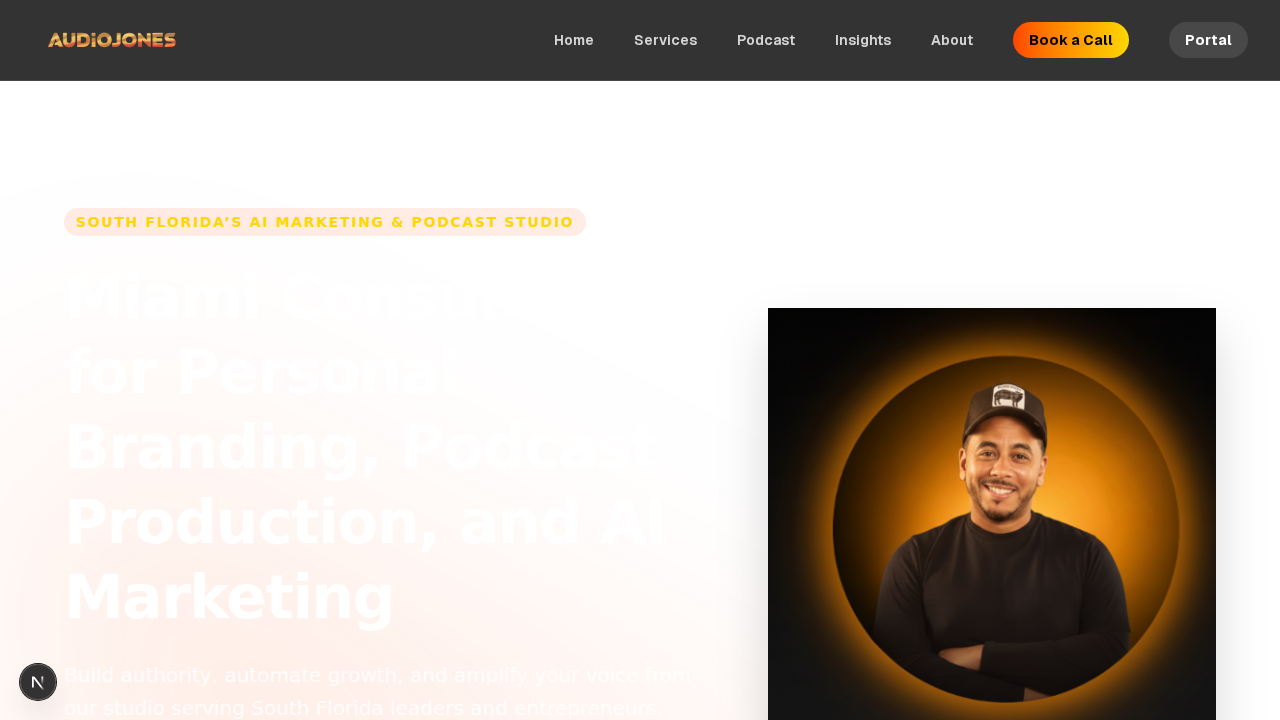 AUDIOJONES
Home
Services
Podcast
Insights
About
Book a Call
Portal
SOUTH FLORIDA'S AI MARKETING & PODCAST STUDIO
Miami
for Personal
Branding, Podcast
Production, and AI
Marketing
Build authority, automate growth, and amplify your voice from
our studio serving South Florida leaders and entrepreneurs.
N